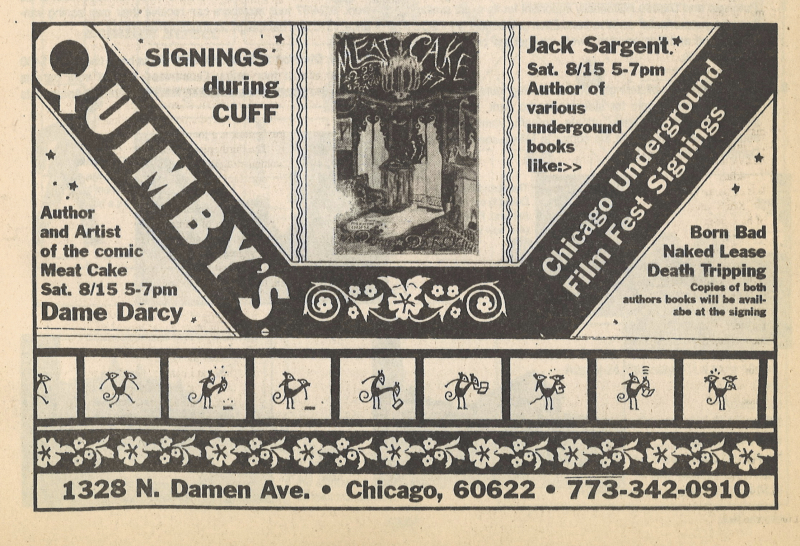 QUIMBY'S
SIGNINGS
during
CUFF
MEAT CAKE
Author
and Artist
of the comic
Meat Cake
Sat. 8/15 5-7pm
Dame Darcy
Jack Sargent
Sat. 8/15 5-7pm
Author of
various
undergound
books
like:>>
Chicago Underground
Film Fest Signings
Born Bad
Naked Lease
Death Tripping
Copies of both
authors books will be avail-
abe at the signing
1328 N. Damen Ave. • Chicago, 60622 • 773-342-0910